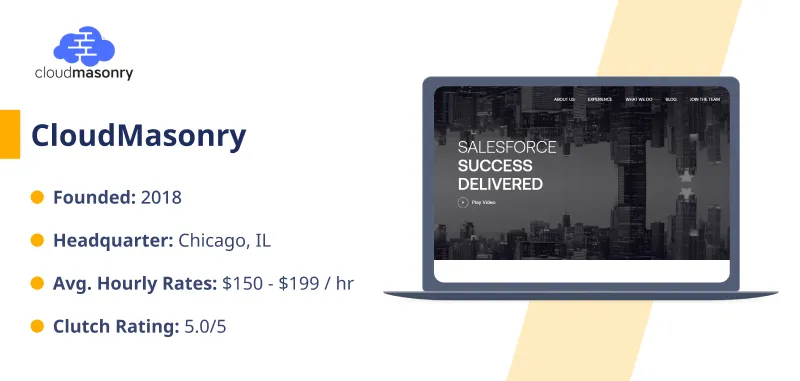 cloudmasonry
CloudMasonry
Founded: 2018
Headquarter: Chicago, IL
Avg. Hourly Rates: $150 - $199 / hr
Clutch Rating: 5.0/5
ABOUT US EXPERIENCE WHAT WE DO BLOG JOIN THE TEAM
SALESFORCE
SUCCESS
DELIVERED
Play Video